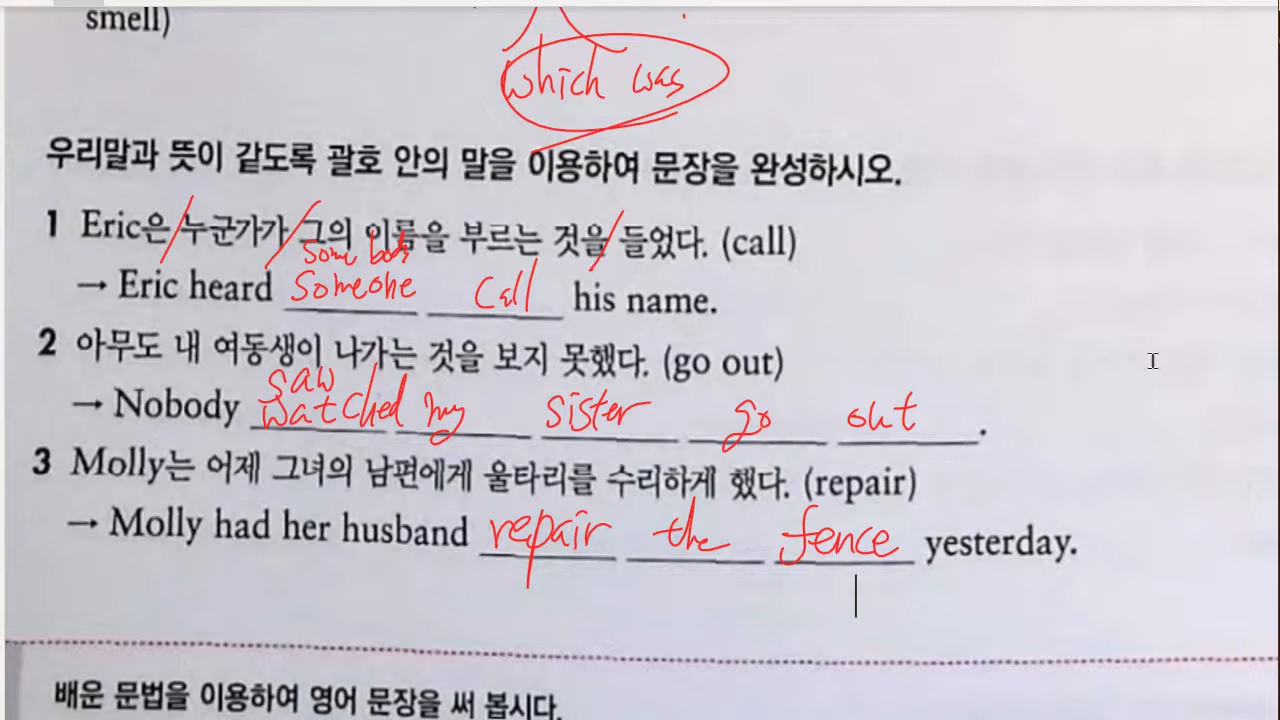 smell)
which was
우리말과 뜻이 같도록 괄호 안의 말을 이용하여 문장을 완성하시오.
1 Eric은 누군가가 그의 이름을 부르는 것을 들었다. (call)
some body
→ Eric heard someone call his name.
2 아무도 내 여동생이 나가는 것을 보지 못했다. (go out)
saw
→ Nobody watched my sister go out.
3 Molly는 어제 그녀의 남편에게 울타리를 수리하게 했다. (repair)
→ Molly had her husband repair the fence yesterday.
배운 문법을 이용하여 영어 문장을 써 봅시다.